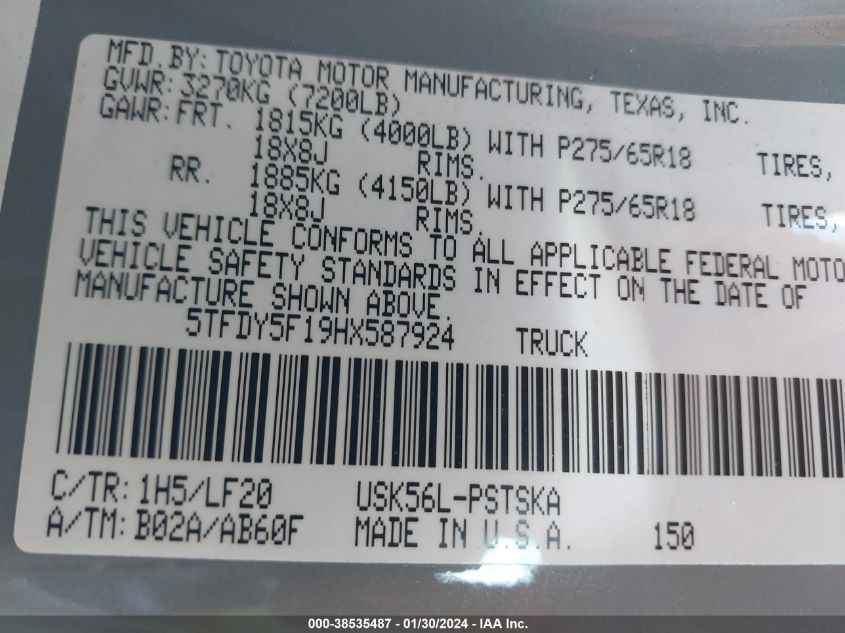 MFD.BY: TOYOTA MOTOR MANUFACTURING, TEXAS, INC.
GVWR: 3270KG (7200LB)
GAWR: FRT. 1815KG (4000LB) WITH P275/65R18 TIRES,
18X8J RIMS.
RR. 1885KG (4150LB) WITH P275/65R18 TIRES,
18X8J RIMS.
THIS VEHICLE CONFORMS TO ALL APPLICABLE FEDERAL MOTO
VEHICLE SAFETY STANDARDS IN EFFECT ON THE DATE OF
MANUFACTURE SHOWN ABOVE.
5TFDY5F19HX587924 TRUCK
C/TR: 1H5/LF20 USK56L-PSTSKA
A/TM: B02A/AB60F MADE IN U.S.A. 150
000-38535487 - 01/30/2024 - IAA Inc.